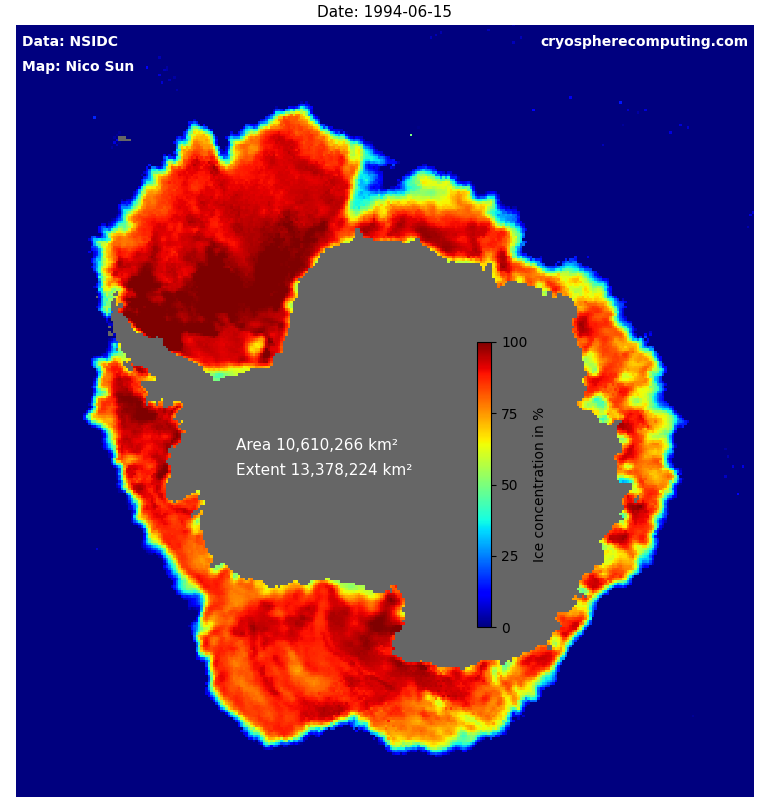 Date: 1994-06-15
Data: NSIDC
cryospherecomputing.com
Map: Nico Sun
100
75
50
25
0
Ice concentration in %
Area 10,610,266 km²
Extent 13,378,224 km²